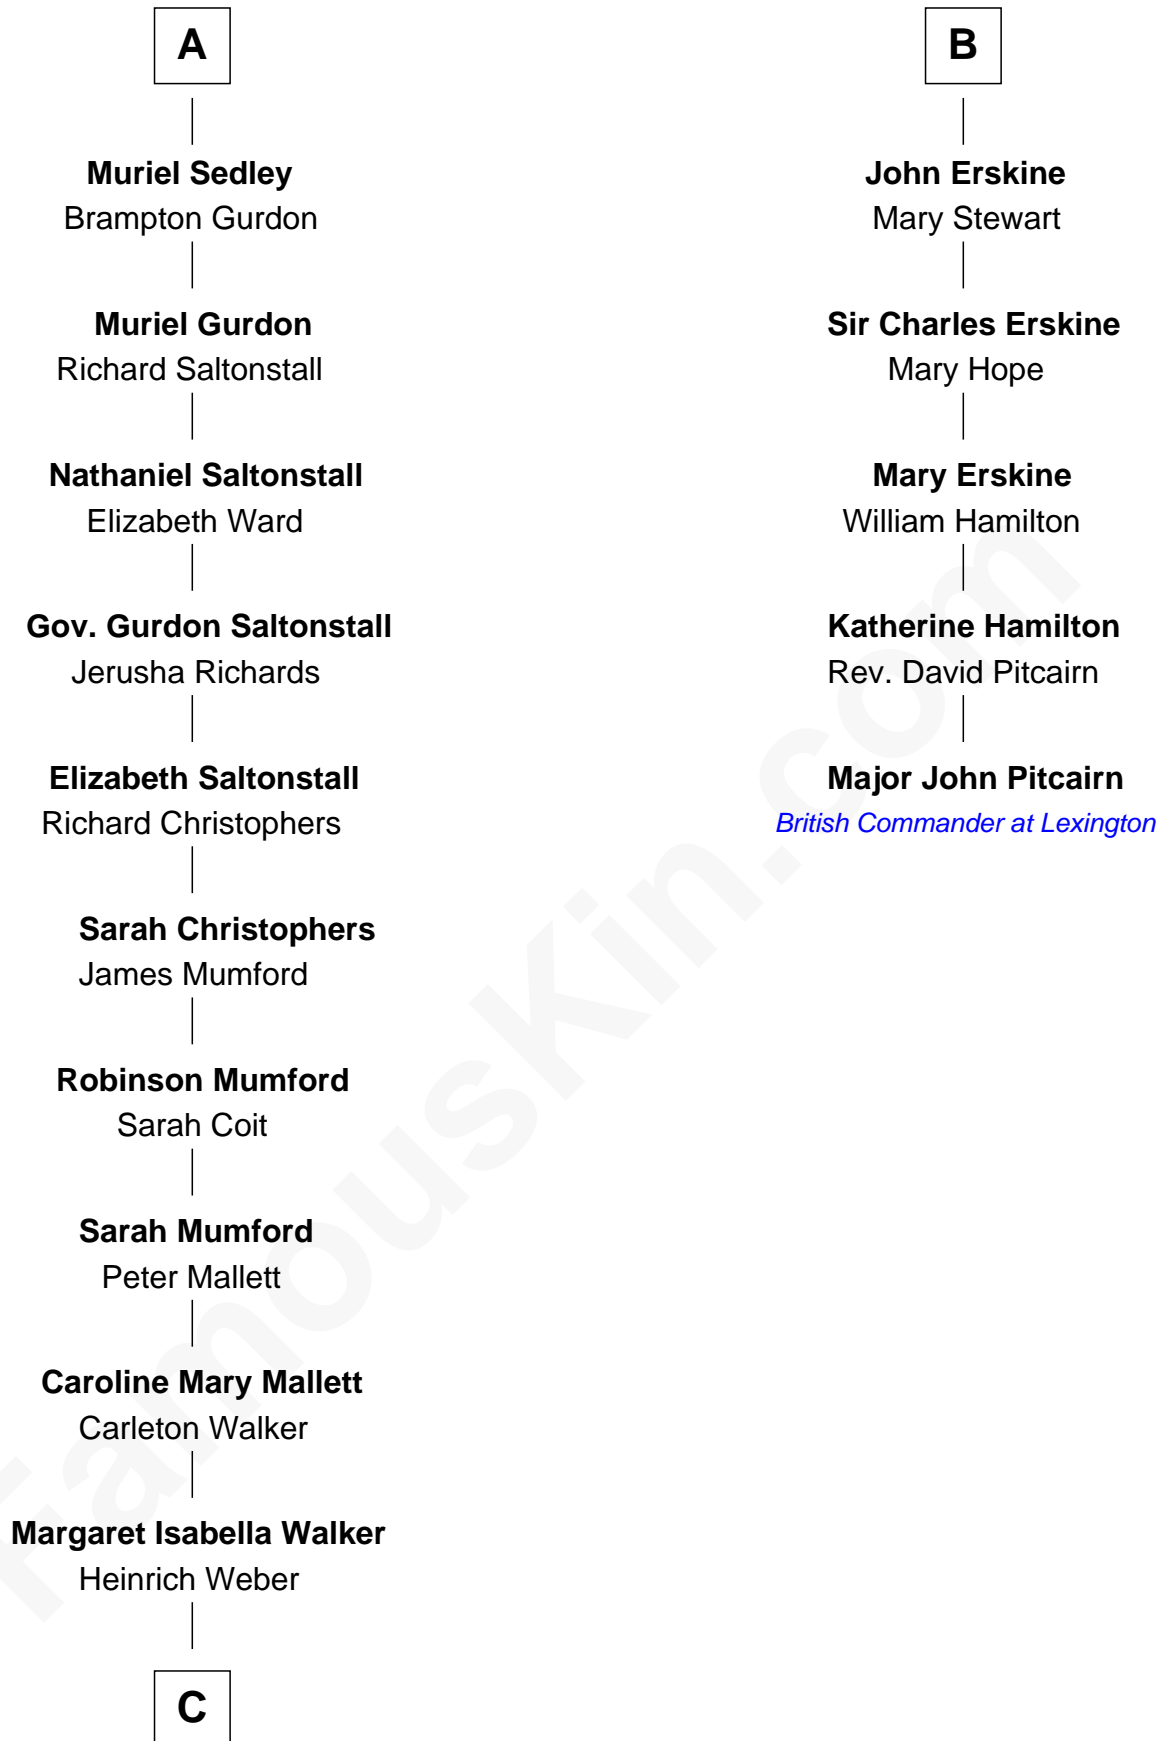 A
Muriel Sedley
Brampton Gurdon
Muriel Gurdon
Richard Saltonstall
Nathaniel Saltonstall
Elizabeth Ward
Gov. Gurdon Saltonstall
Jerusha Richards
Elizabeth Saltonstall
Richard Christophers
Sarah Christophers
James Mumford
Robinson Mumford
Sarah Coit
Sarah Mumford
Peter Mallett
Caroline Mary Mallett
Carleton Walker
Margaret Isabella Walker
Heinrich Weber
C
B
John Erskine
Mary Stewart
Sir Charles Erskine
Mary Hope
Mary Erskine
William Hamilton
Katherine Hamilton
Rev. David Pitcairn
Major John Pitcairn
British Commander at Lexington
FamousKin.com